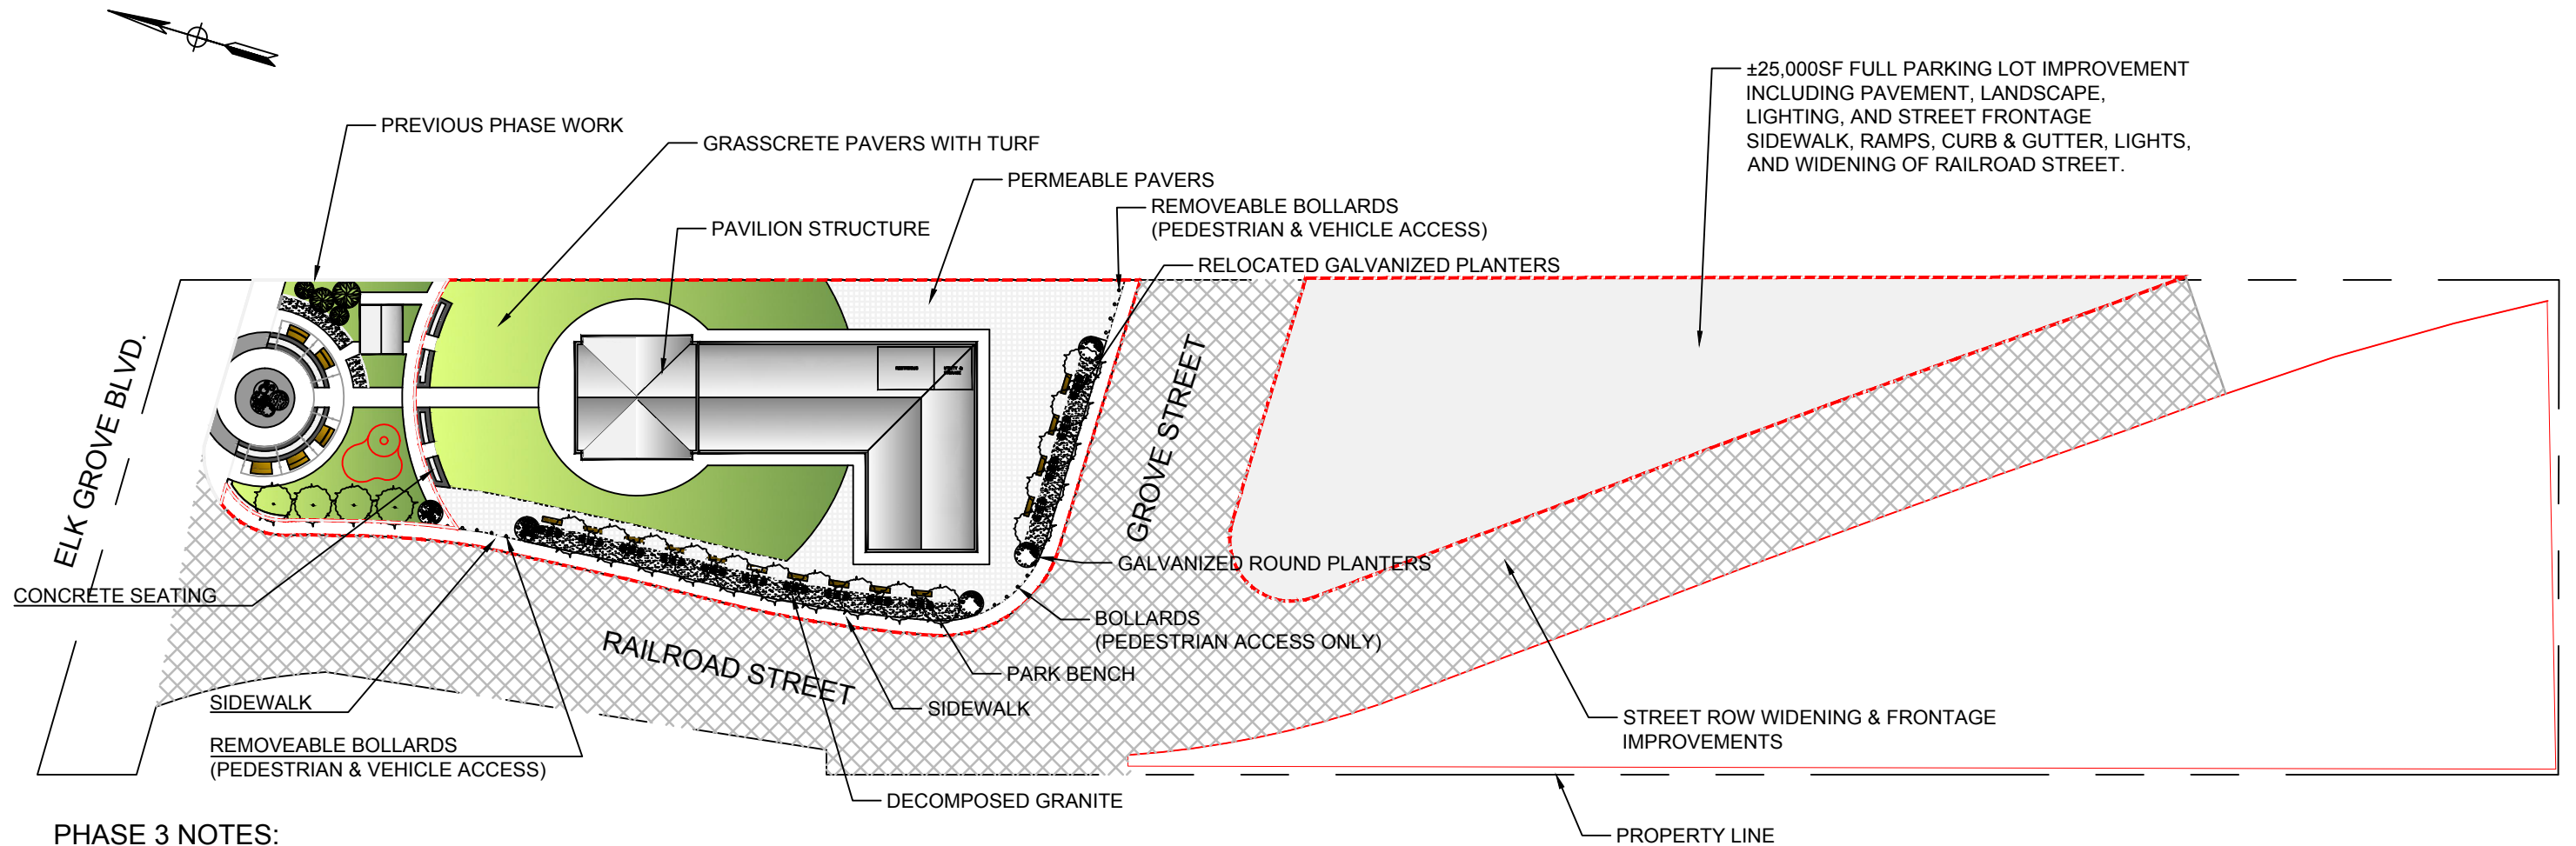 ±25,000SF FULL PARKING LOT IMPROVEMENT
INCLUDING PAVEMENT, LANDSCAPE,
LIGHTING, AND STREET FRONTAGE
SIDEWALK, RAMPS, CURB & GUTTER, LIGHTS,
AND WIDENING OF RAILROAD STREET.
PREVIOUS PHASE WORK
GRASSCRETE PAVERS WITH TURF
PERMEABLE PAVERS
REMOVEABLE BOLLARDS
(PEDESTRIAN & VEHICLE ACCESS)
PAVILION STRUCTURE
RELOCATED GALVANIZED PLANTERS
ELK GROVE BLVD.
GROVE STREET
GALVANIZED ROUND PLANTERS
CONCRETE SEATING
BOLLARDS
(PEDESTRIAN ACCESS ONLY)
RAILROAD STREET
PARK BENCH
SIDEWALK
SIDEWALK
STREET ROW WIDENING & FRONTAGE
IMPROVEMENTS
REMOVEABLE BOLLARDS
(PEDESTRIAN & VEHICLE ACCESS)
DECOMPOSED GRANITE
PROPERTY LINE
PHASE 3 NOTES: